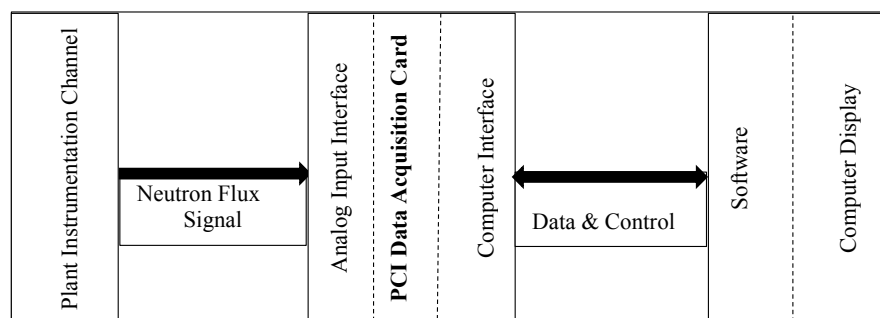 Plant Instrumentation Channel
Neutron Flux
Signal
Analog Input Interface
PCI Data Acquisition Card
Computer Interface
Data & Control
Software
Computer Display